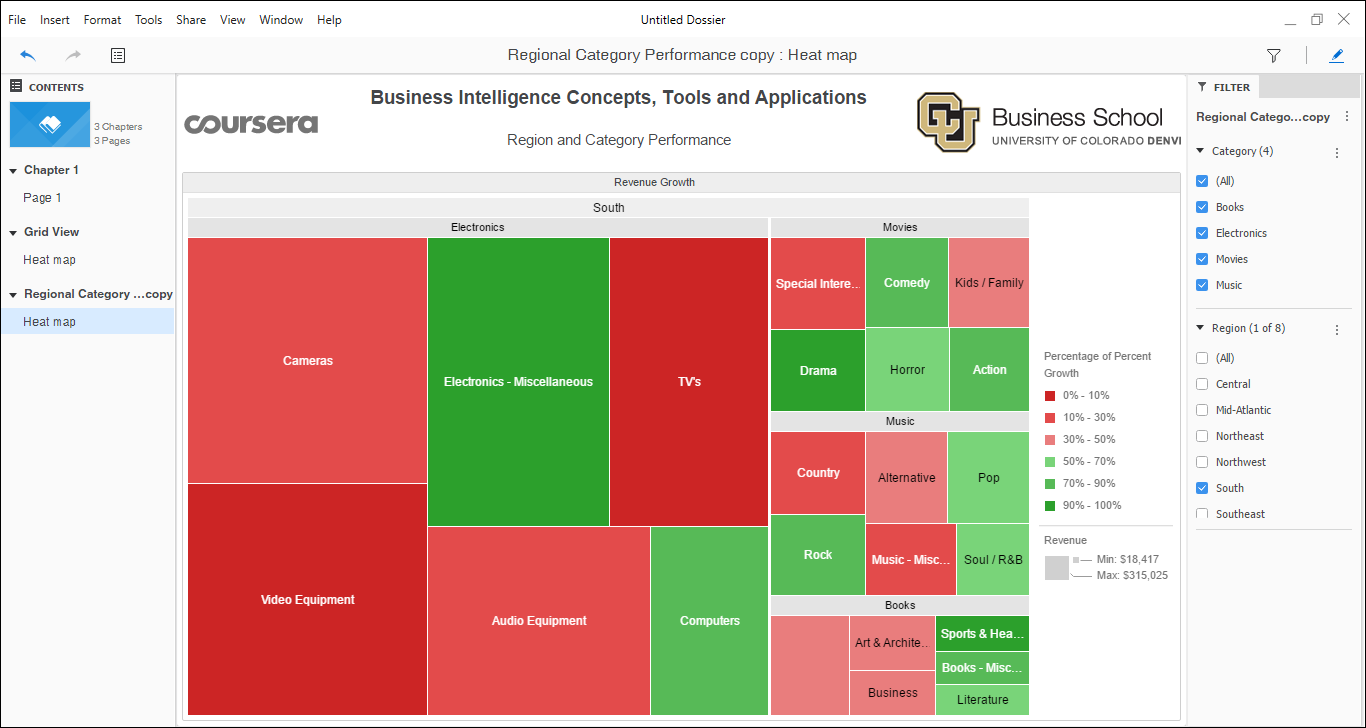 File Insert Format Tools Share View Window Help
Untitled Dossier
Regional Category Performance copy : Heat map
CONTENTS
3 Chapters
3 Pages
Chapter 1
Page 1
Grid View
Heat map
Regional Category ...copy
Heat map
coursera
Business Intelligence Concepts, Tools and Applications
Region and Category Performance
CU
Business School
UNIVERSITY OF COLORADO DENVI
Revenue Growth
South
Electronics
Cameras
Electronics - Miscellaneous
TV's
Video Equipment
Audio Equipment
Computers
Movies
Special Intere...
Comedy
Kids / Family
Drama
Horror
Action
Music
Country
Alternative
Pop
Rock
Music - Misc...
Soul / R&B
Books
Art & Archite..
Sports & Hea...
Books - Misc...
Business
Literature
Percentage of Percent
Growth
0% - 10%
10% - 30%
30% - 50%
50% - 70%
70% - 90%
90% - 100%
Revenue
Min: $18,417
Max: $315,025
FILTER
Regional Catego...copy
Category (4)
(All)
Books
Electronics
Movies
Music
Region (1 of 8)
(All)
Central
Mid-Atlantic
Northeast
Northwest
South
Southeast